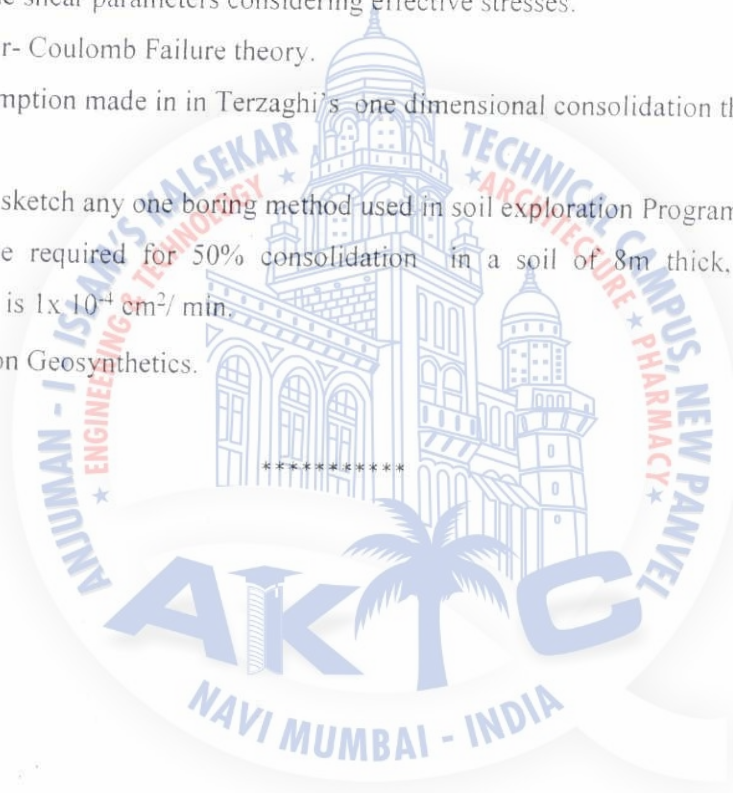 shear parameters considering effective stresses.
r- Coulomb Failure theory.
mption made in in Terzaghi's one dimensional consolidation th
sketch any one boring method used in soil exploration Program
e required for 50% consolidation in a soil of 8m thick,
is 1x 10⁻⁴ cm²/ min.
on Geosynthetics.
***********
ANJUMAN - I ISLAM'S KALSEKAR TECHNICAL CAMPUS, NEW PANVEL
★ ENGINEERING & TECHNOLOGY ★ ★ ARCHITECTURE ★ PHARMACY ★
AKTC
NAVI MUMBAI - INDIA